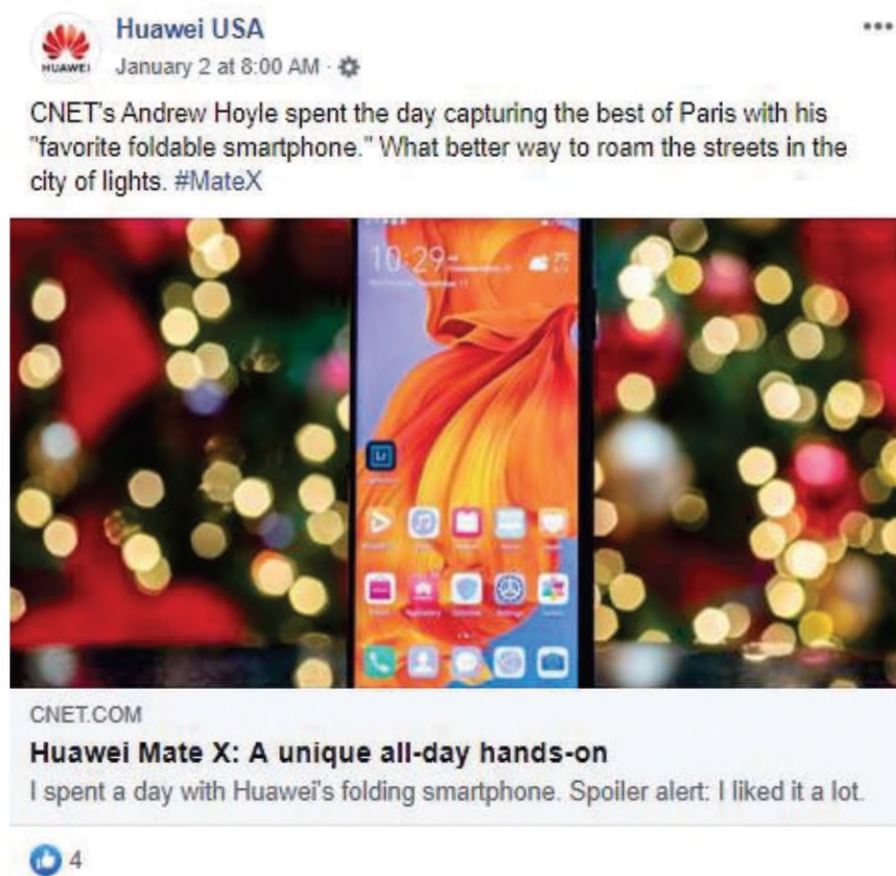 Huawei USA
HUAWEI
January 2 at 8:00 AM ·
CNET's Andrew Hoyle spent the day capturing the best of Paris with his
"favorite foldable smartphone." What better way to roam the streets in the
city of lights. #MateX
10:29
Lr
CNET.COM
Huawei Mate X: A unique all-day hands-on
I spent a day with Huawei's folding smartphone. Spoiler alert: I liked it a lot.
4